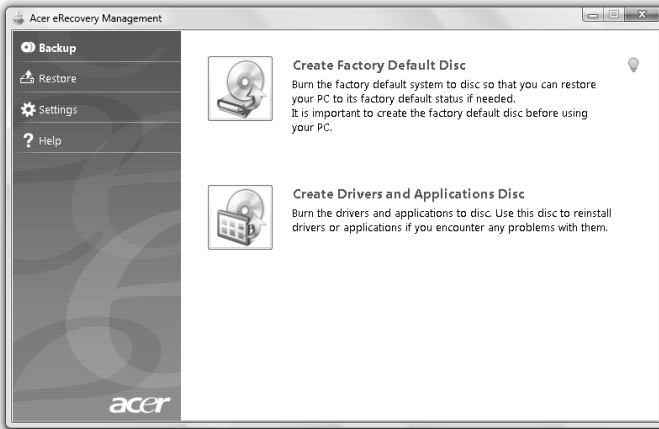 Acer eRecovery Management
Backup
Restore
Settings
? Help
Create Factory Default Disc
Burn the factory default system to disc so that you can restore
your PC to its factory default status if needed.
It is important to create the factory default disc before using
your PC.
Create Drivers and Applications Disc
Burn the drivers and applications to disc. Use this disc to reinstall
drivers or applications if you encounter any problems with them.
acer